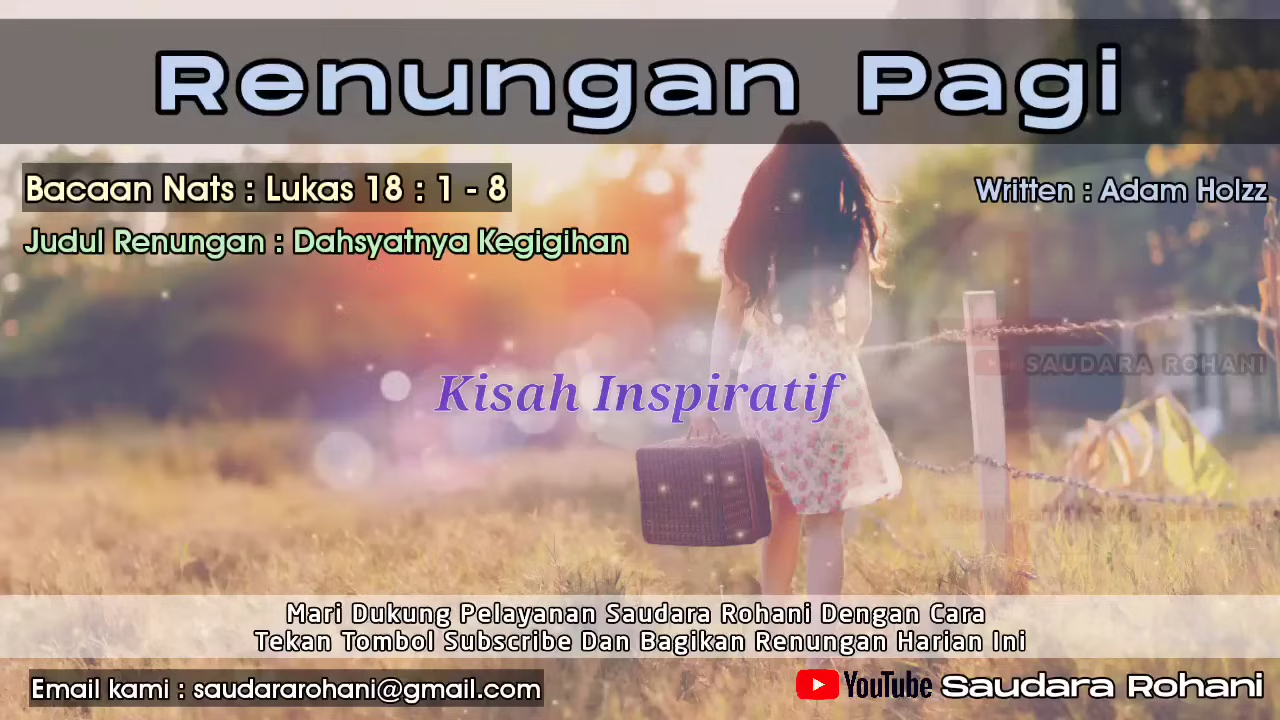 Renungan Pagi
Bacaan Nats : Lukas 18 : 1 - 8
Written : Adam Holzz
Judul Renungan : Dahsyatnya Kegigihan
SAUDARA ROHANI
Kisah Inspiratif
Mari Dukung Pelayanan Saudara Rohani Dengan Cara
Tekan Tombol Subscribe Dan Bagikan Renungan Harian Ini
Email kami : saudararohani@gmail.com
YouTube Saudara Rohani